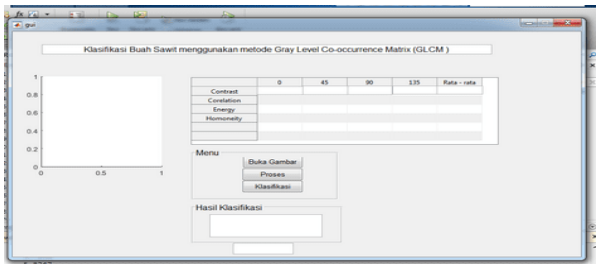 gui
Klasifikasi Buah Sawit menggunakan metode Gray Level Co-occurrence Matrix (GLCM )
1
0.8
0.6
0.4
0.2
0
0 0.5 1
0 45 90 135 Rata - rata
Contrast
Corelation
Energy
Homoneity
Menu
Buka Gambar
Proses
Klasifikasi
Hasil Klasifikasi